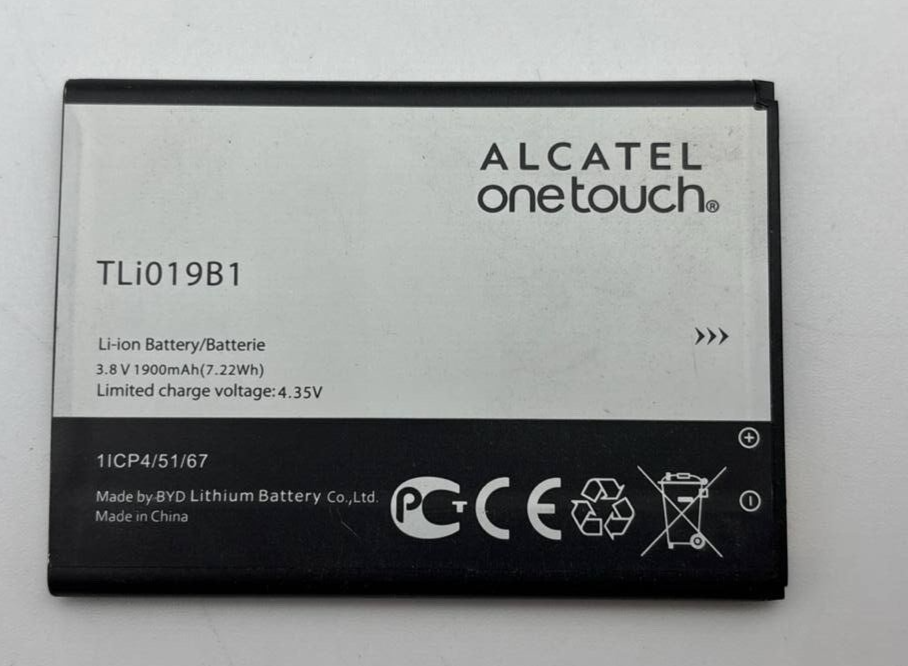 ALCATEL
onetouch®
TLi019B1
Li-ion Battery/Batterie
3.8 V 1900mAh(7.22Wh)
Limited charge voltage: 4.35V
1ICP4/51/67
Made by BYD Lithium Battery Co.,Ltd.
Made in China